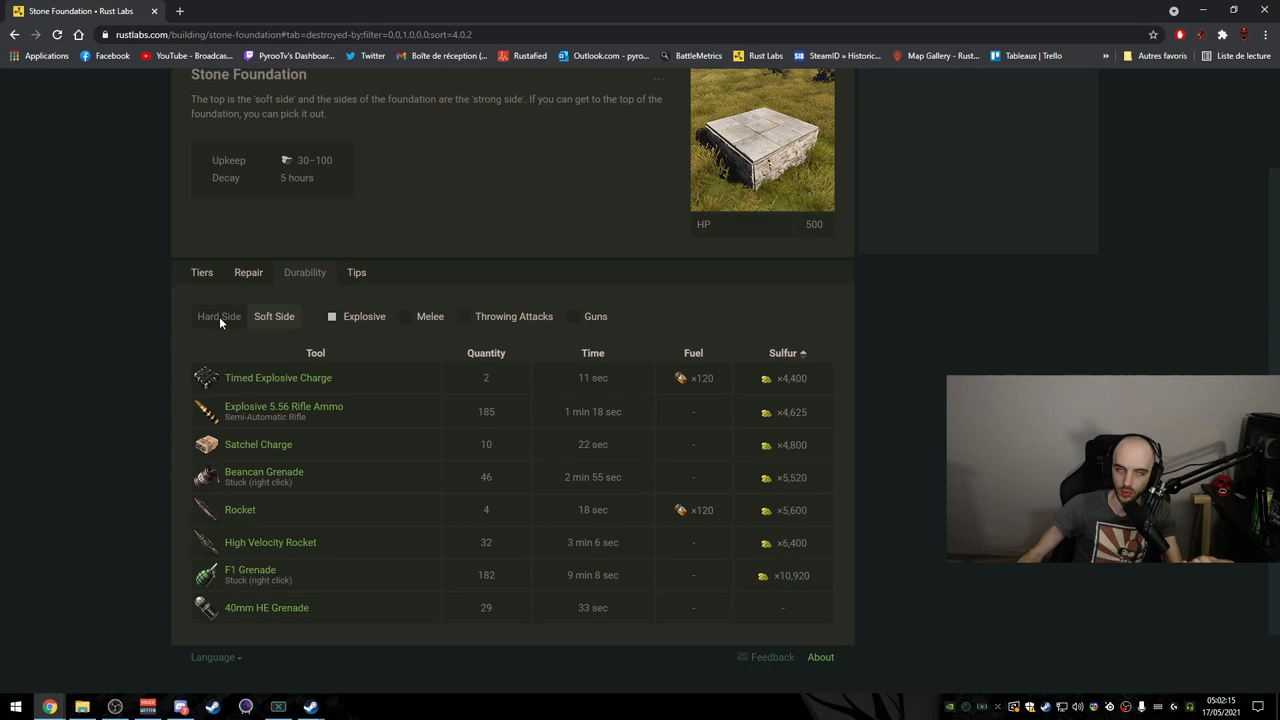 Stone Foundation • Rust Labs
rustlabs.com/building/stone-foundation#tab=destroyed-by;filter=0,0,1,0,0,0;sort=4,0,2
Applications
Facebook
YouTube - Broadcas...
PyrooTv's Dashboar...
Twitter
Boîte de réception (...
Rustafied
Outlook.com - pyro...
BattleMetrics
Rust Labs
SteamID » Historic...
Map Gallery - Rust...
Tableaux | Trello
»
Autres favoris
Liste de lecture
Stone Foundation
The top is the 'soft side' and the sides of the foundation are the 'strong side'. If you can get to the top of the
foundation, you can pick it out.
Upkeep 30–100
Decay 5 hours
HP 500
Tiers Repair Durability Tips
Hard Side Soft Side Explosive Melee Throwing Attacks Guns
Tool Quantity Time Fuel Sulfur
Timed Explosive Charge 2 11 sec ×120 ×4,400
Explosive 5.56 Rifle Ammo
Semi-Automatic Rifle
185 1 min 18 sec - ×4,625
Satchel Charge 10 22 sec - ×4,800
Beancan Grenade
Stuck (right click)
46 2 min 55 sec - ×5,520
Rocket 4 18 sec ×120 ×5,600
High Velocity Rocket 32 3 min 6 sec - ×6,400
F1 Grenade
Stuck (right click)
182 9 min 8 sec - ×10,920
40mm HE Grenade 29 33 sec - -
Language
Feedback About
05:02:15
17/05/2021